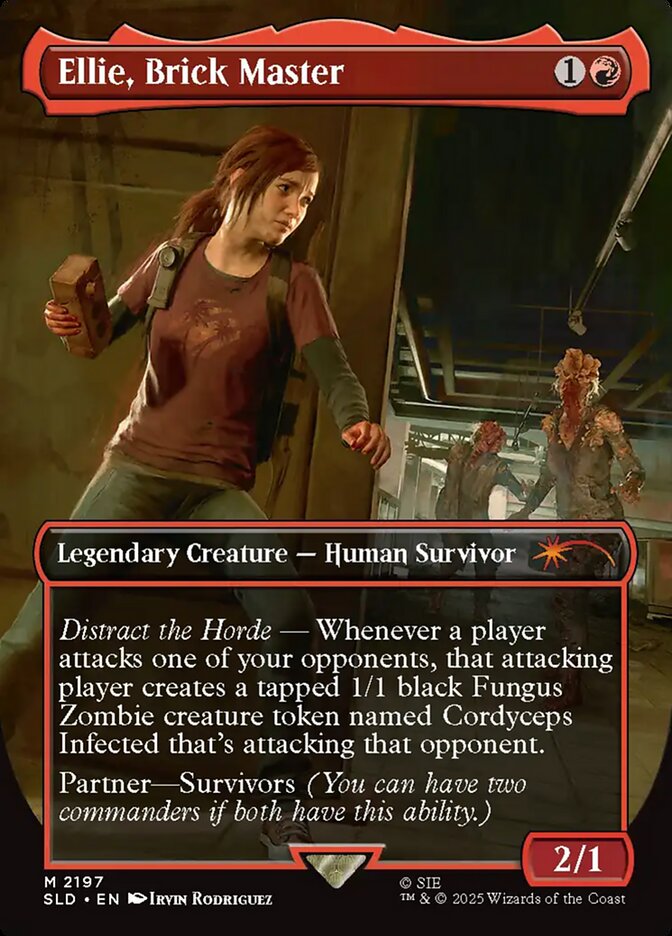 Ellie, Brick Master 1
Legendary Creature — Human Survivor
Distract the Horde — Whenever a player
attacks one of your opponents, that attacking
player creates a tapped 1/1 black Fungus
Zombie creature token named Cordyceps
Infected that's attacking that opponent.
Partner—Survivors (You can have two
commanders if both have this ability.)
2/1
M 2197
SLD • EN Irvin Rodriguez
© SIE
™ & © 2025 Wizards of the Coast